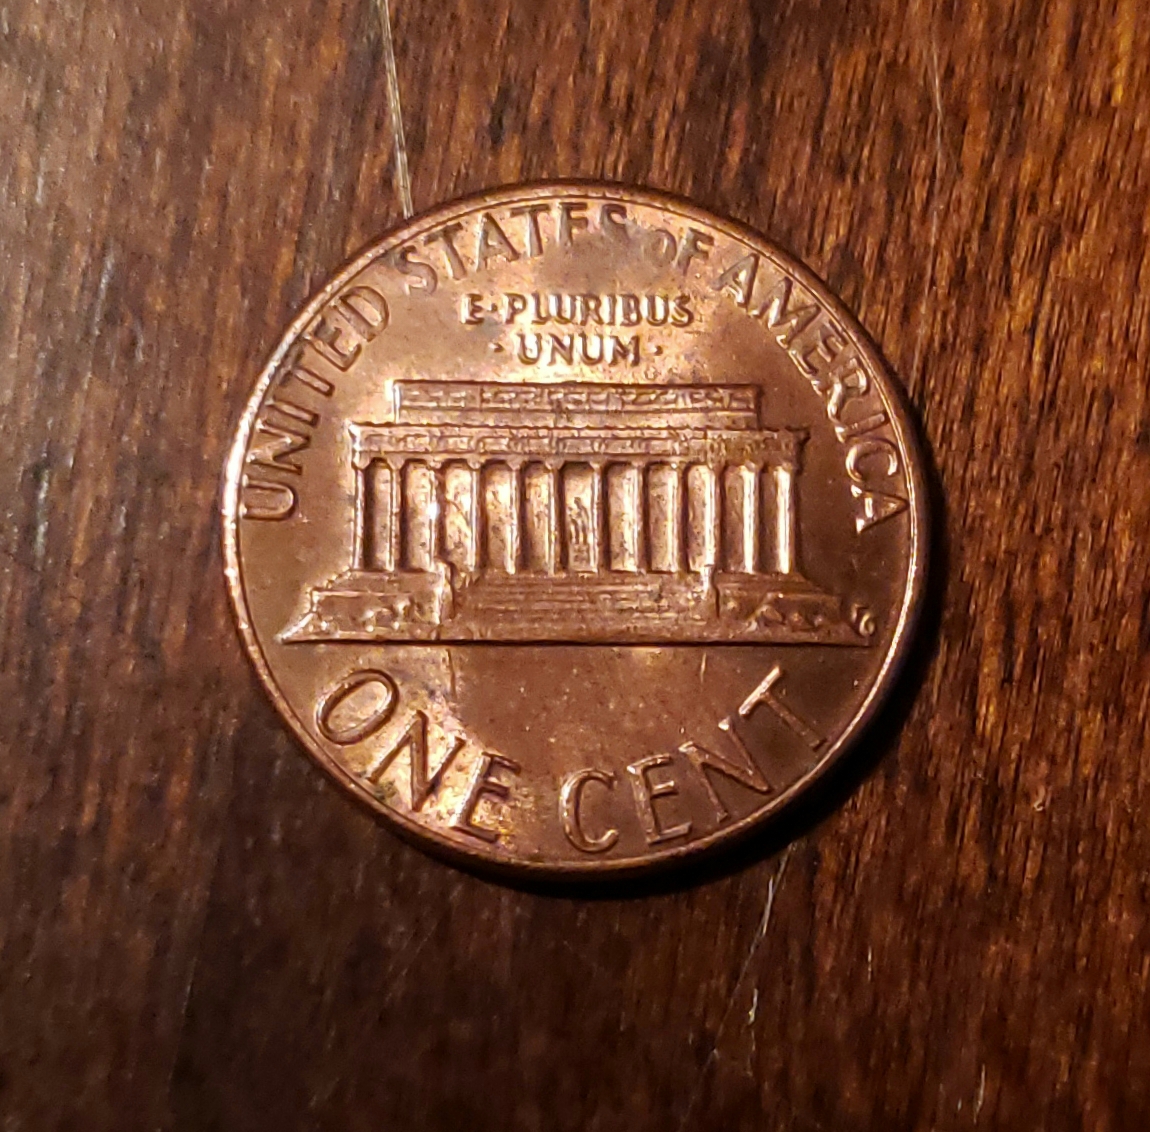 UNITED STATES OF AMERICA
E·PLURIBUS
·UNUM·
ONE CENT